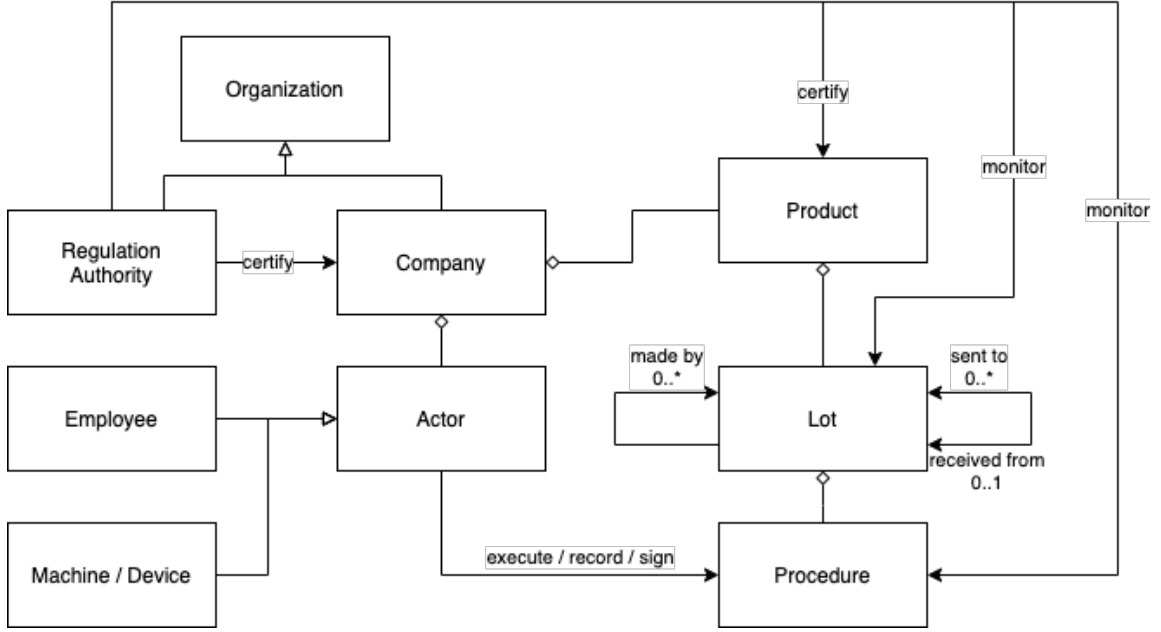 Organization
certify
Product
monitor
monitor
Regulation
Authority
certify
Company
made by
0..*
sent to
0..*
Employee
Actor
Lot
received from
0..1
execute / record / sign
Machine / Device
Procedure